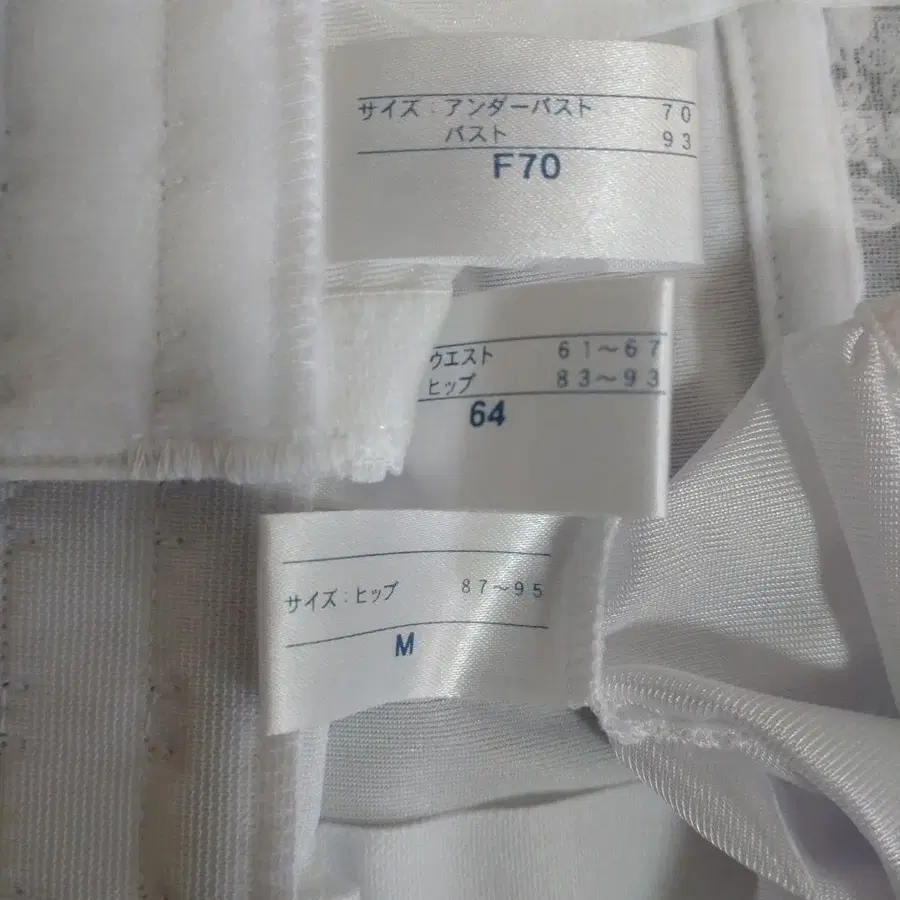 サイズ:アンダーバスト 70
バスト 93
F70
ウエスト 61〜67
ヒップ 83〜93
64
サイズ:ヒップ 87〜95
M